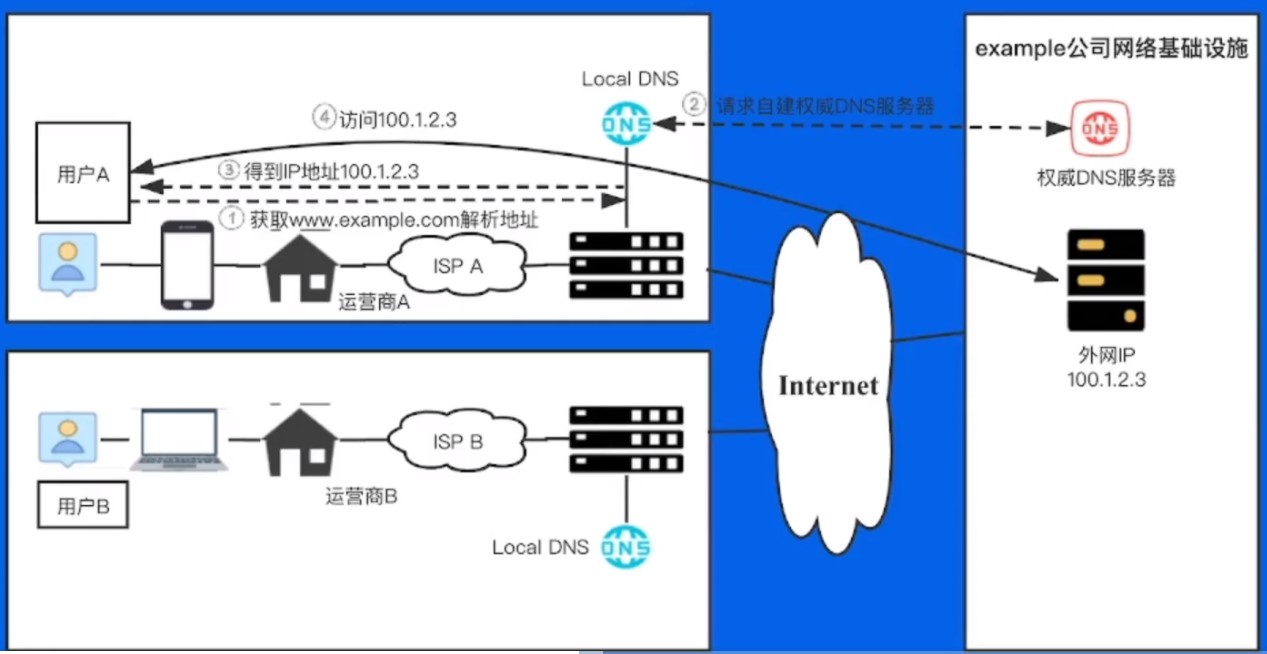 example公司网络基础设施
Local DNS
DNS
② 请求自建权威DNS服务器
DNS
权威DNS服务器
④访问100.1.2.3
用户A
③得到IP地址100.1.2.3
① 获取www.example.com解析地址
ISP A
运营商A
外网IP
100.1.2.3
Internet
ISP B
运营商B
用户B
Local DNS
DNS